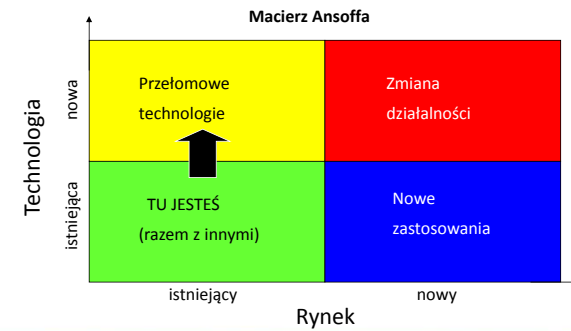 Macierz Ansoffa
Technologia
nowa
istniejąca
Przełomowe
technologie
Zmiana
działalności
TU JESTEŚ
(razem z innymi)
Nowe
zastosowania
istniejący
nowy
Rynek